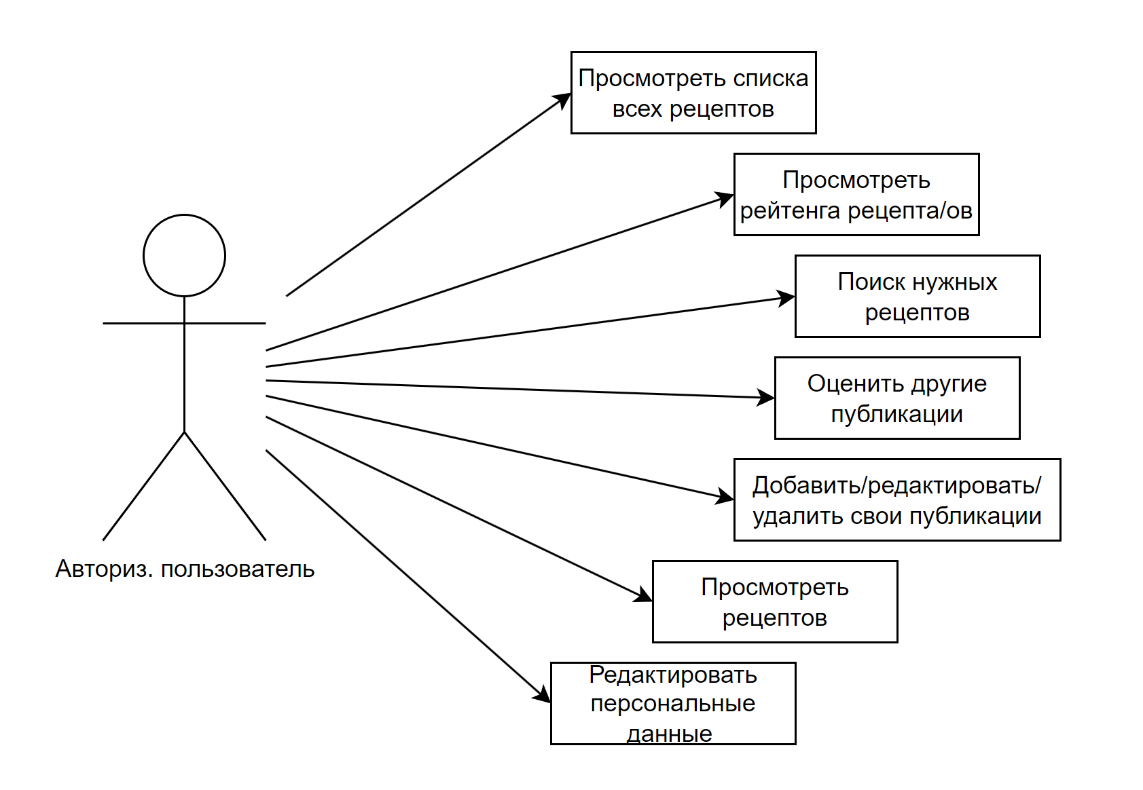 Просмотреть списка
всех рецептов
Просмотреть
рейтенга рецепта/ов
Поиск нужных
рецептов
Оценить другие
публикации
Добавить/редактировать/
удалить свои публикации
Авториз. пользователь
Просмотреть
рецептов
Редактировать
персональные
данные